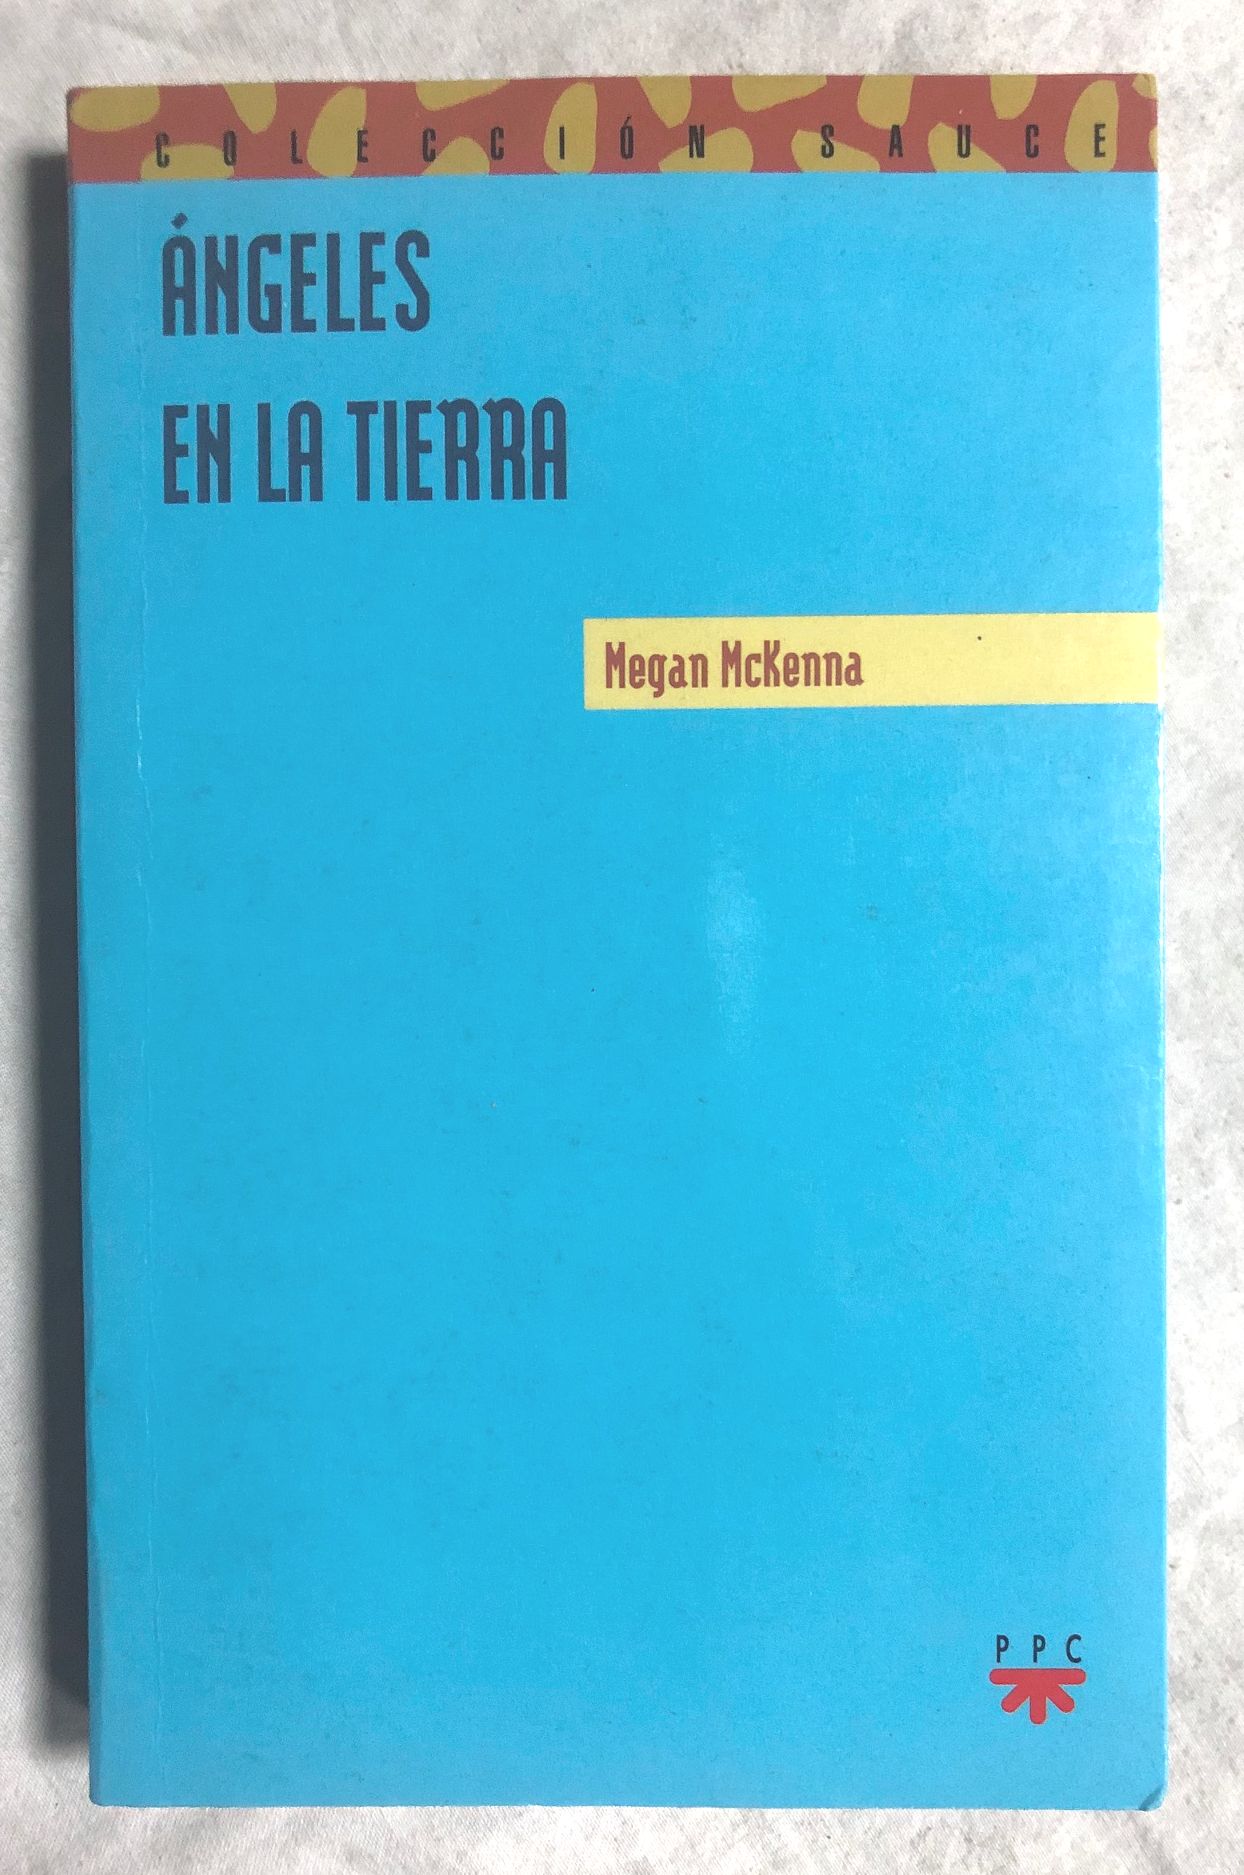 COLECCIÓN SAUCE
ÁNGELES
EN LA TIERRA
Megan McKenna
PPC